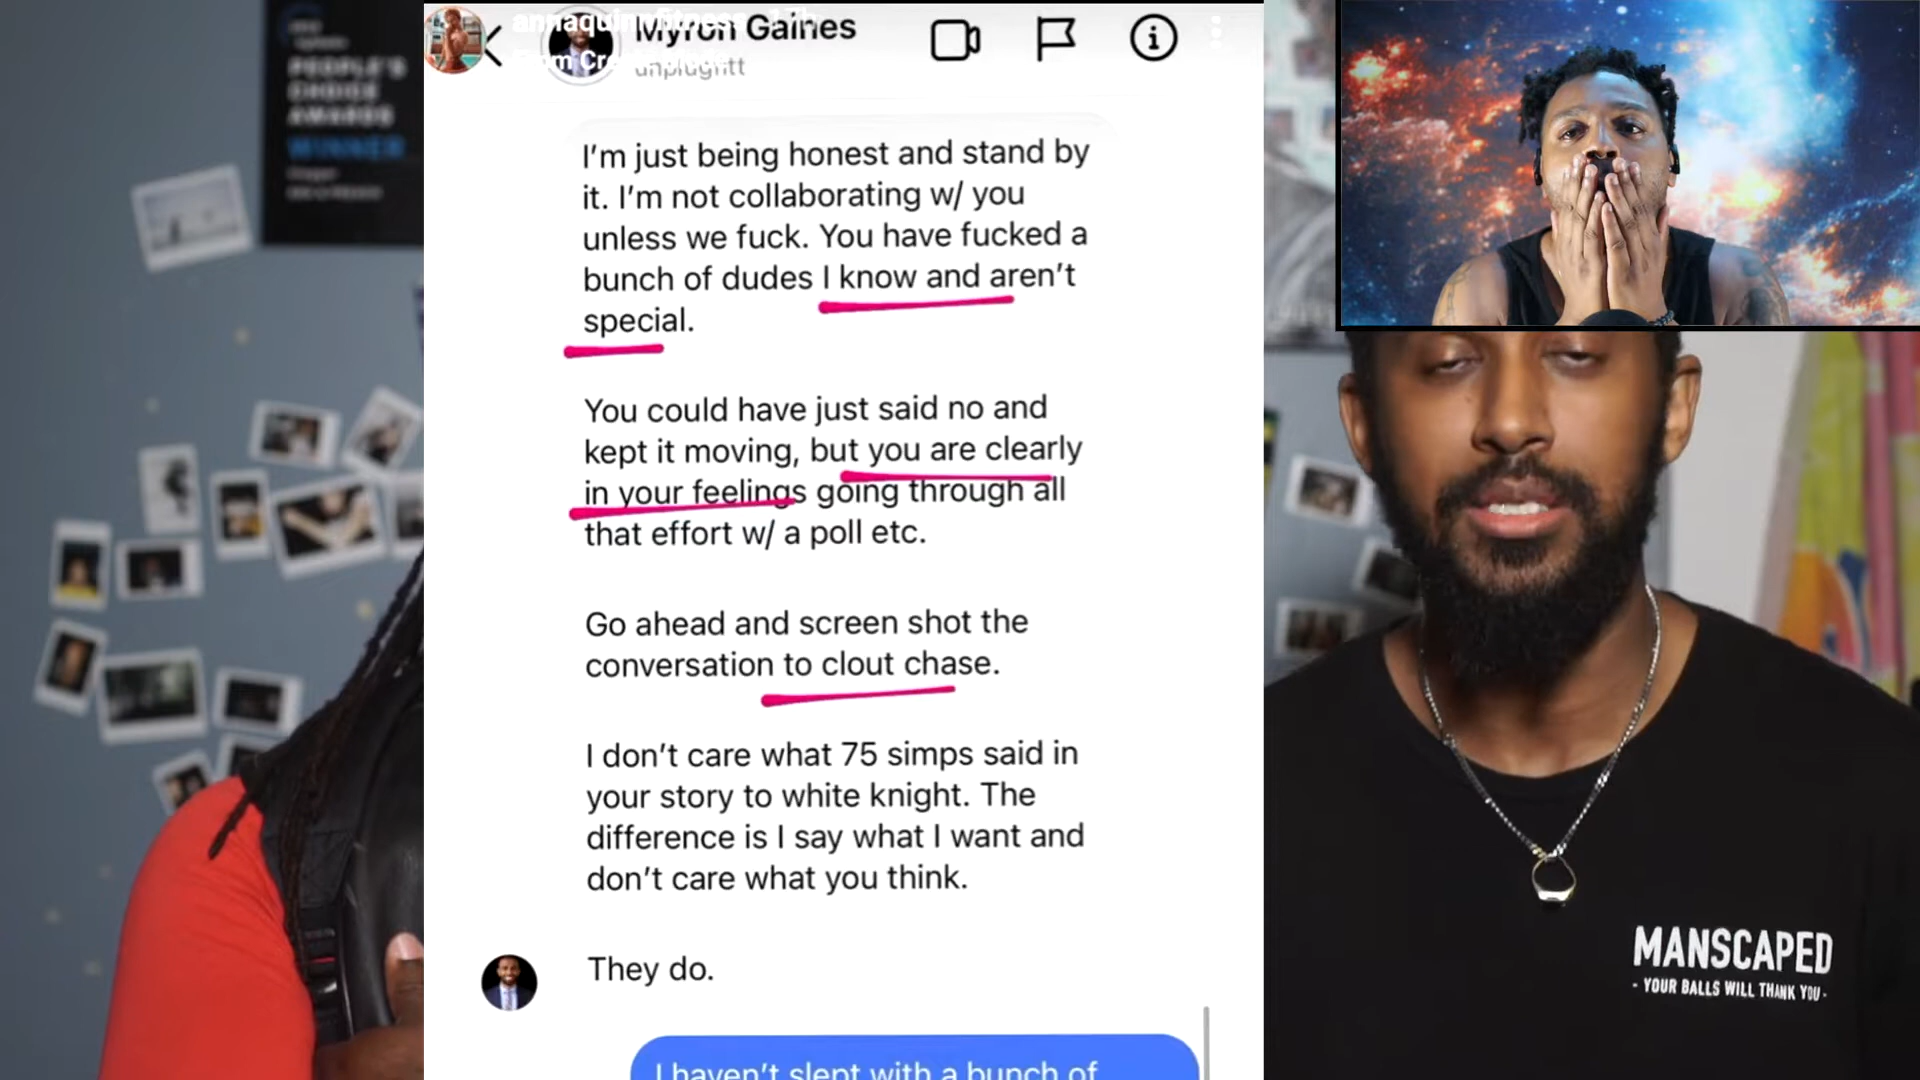 PEOPLE'S
CHOICE
AWARDS
WINNER
Myron Gaines
unplugfitt
I'm just being honest and stand by
it. I'm not collaborating w/ you
unless we fuck. You have fucked a
bunch of dudes I know and aren't
special.
You could have just said no and
kept it moving, but you are clearly
in your feelings going through all
that effort w/ a poll etc.
Go ahead and screen shot the
conversation to clout chase.
I don't care what 75 simps said in
your story to white knight. The
difference is I say what I want and
don't care what you think.
They do.
I haven't slept with a bunch of
MANSCAPED
- YOUR BALLS WILL THANK YOU -